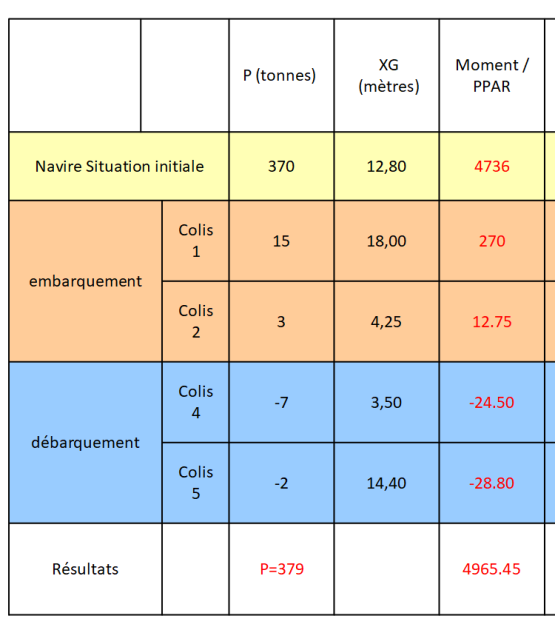 P (tonnes)
XG
(mètres)
Moment /
PPAR
Navire Situation initiale
370
12,80
4736
embarquement
Colis
1
15
18,00
270
Colis
2
3
4,25
12.75
débarquement
Colis
4
-7
3,50
-24.50
Colis
5
-2
14,40
-28.80
Résultats
P=379
4965.45